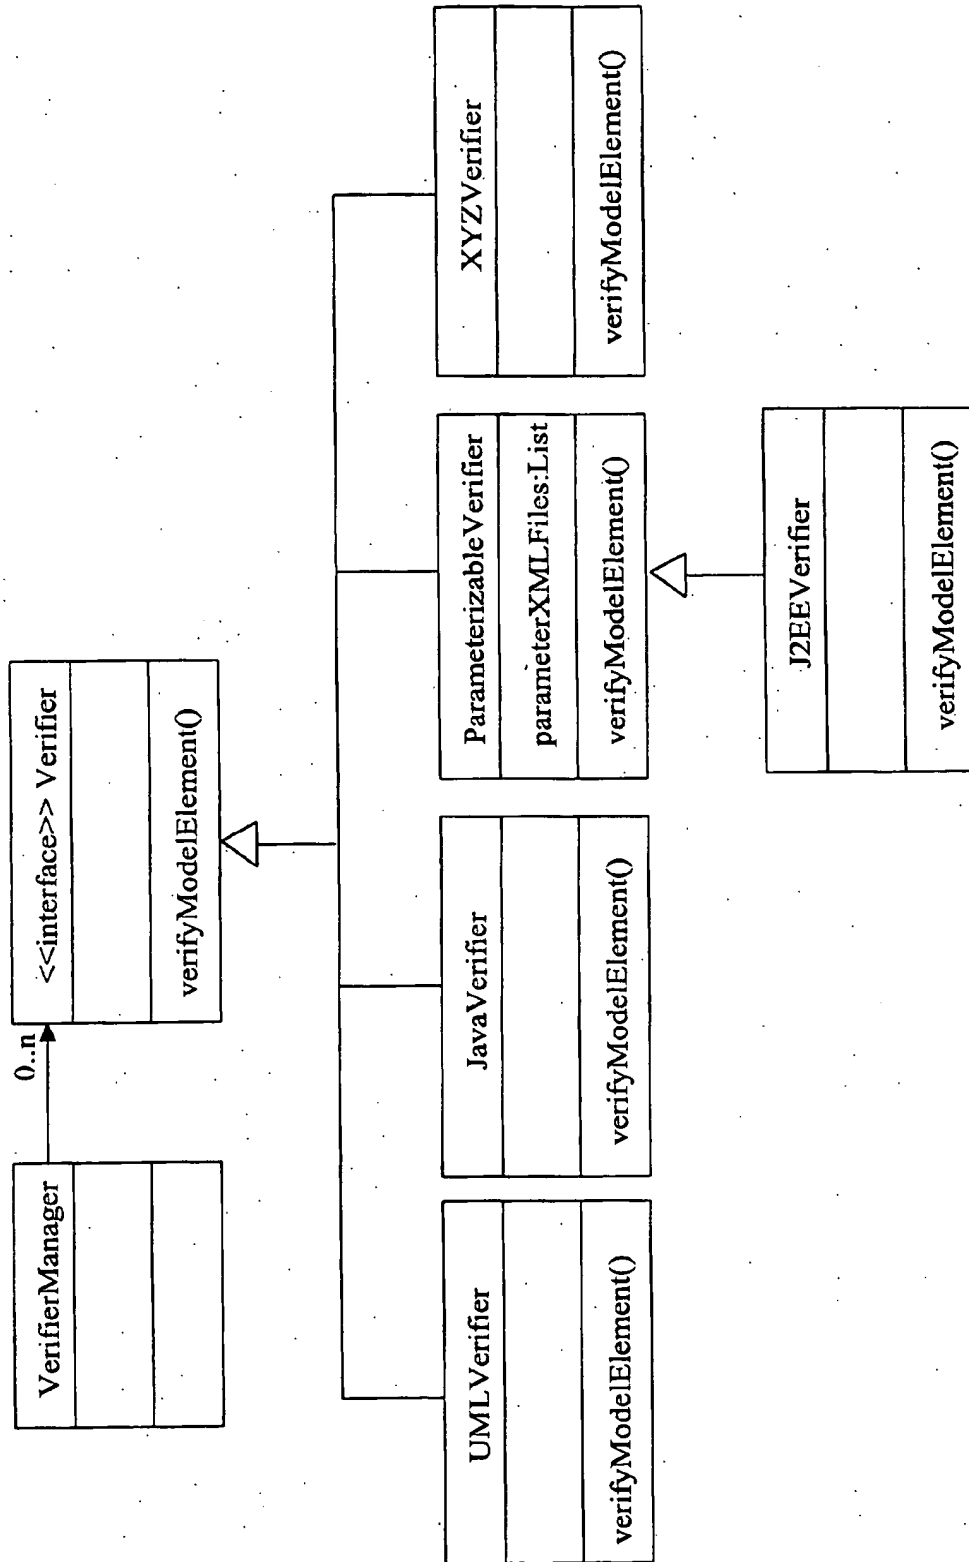 VerifierManager
0..n
<<interface>> Verifier
verifyModelElement()
UMLVerifier
verifyModelElement()
JavaVerifier
verifyModelElement()
ParameterizableVerifier
parameterXMLFiles:List
verifyModelElement()
XYZVerifier
verifyModelElement()
J2EEVerifier
verifyModelElement()